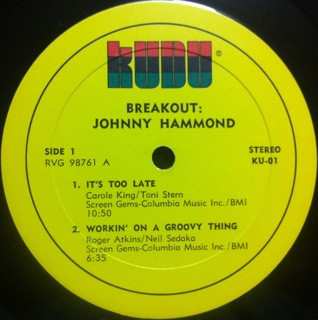 KUDU
BREAKOUT:
JOHNNY HAMMOND
SIDE 1
RVG 98761 A
STEREO
KU-01
1. IT'S TOO LATE
Carole King/Toni Stern
Screen Gems-Columbia Music Inc./BMI
10:50
2. WORKIN' ON A GROOVY THING
Roger Atkins/Neil Sedaka
Screen Gems-Columbia Music Inc./BMI
6:35